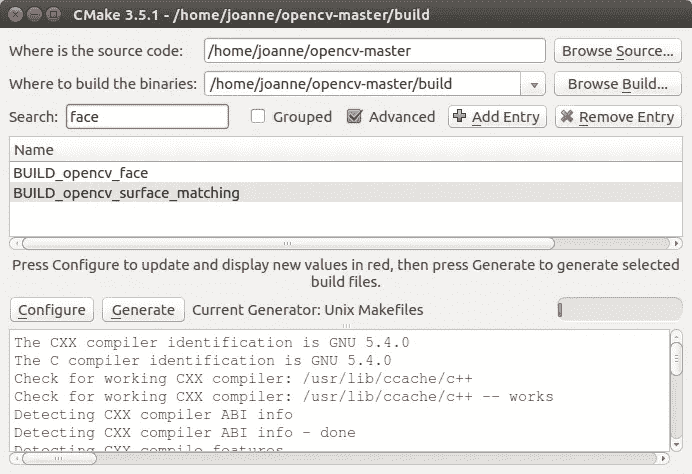 CMake 3.5.1 - /home/joanne/opencv-master/build
Where is the source code: /home/joanne/opencv-master Browse Source...
Where to build the binaries: /home/joanne/opencv-master/build Browse Build...
Search: face Grouped Advanced Add Entry Remove Entry
Name
BUILD_opencv_face
BUILD_opencv_surface_matching
Press Configure to update and display new values in red, then press Generate to generate selected
build files.
Configure Generate Current Generator: Unix Makefiles
The CXX compiler identification is GNU 5.4.0
The C compiler identification is GNU 5.4.0
Check for working CXX compiler: /usr/lib/ccache/c++
Check for working CXX compiler: /usr/lib/ccache/c++ -- works
Detecting CXX compiler ABI info
Detecting CXX compiler ABI info - done
Detecting CXX compile features